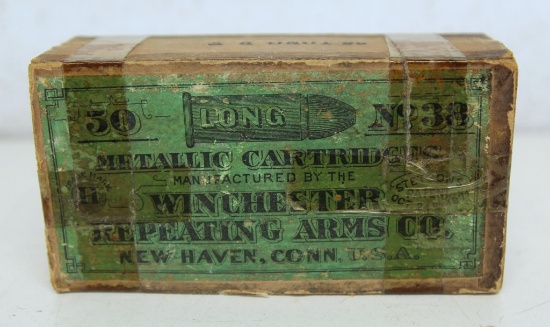 50 LONG No. 38
METALLIC CARTRIDGES
MANUFACTURED BY THE
H WINCHESTER
REPEATING ARMS CO.
NEW HAVEN, CONN. U.S.A.